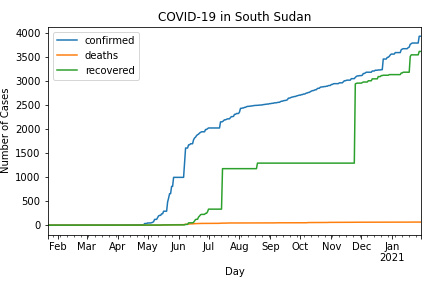 COVID-19 in South Sudan
confirmed
deaths
recovered
4000
3500
3000
2500
2000
1500
1000
500
0
Number of Cases
Feb Mar Apr May Jun Jul Aug Sep Oct Nov Dec Jan
2021
Day